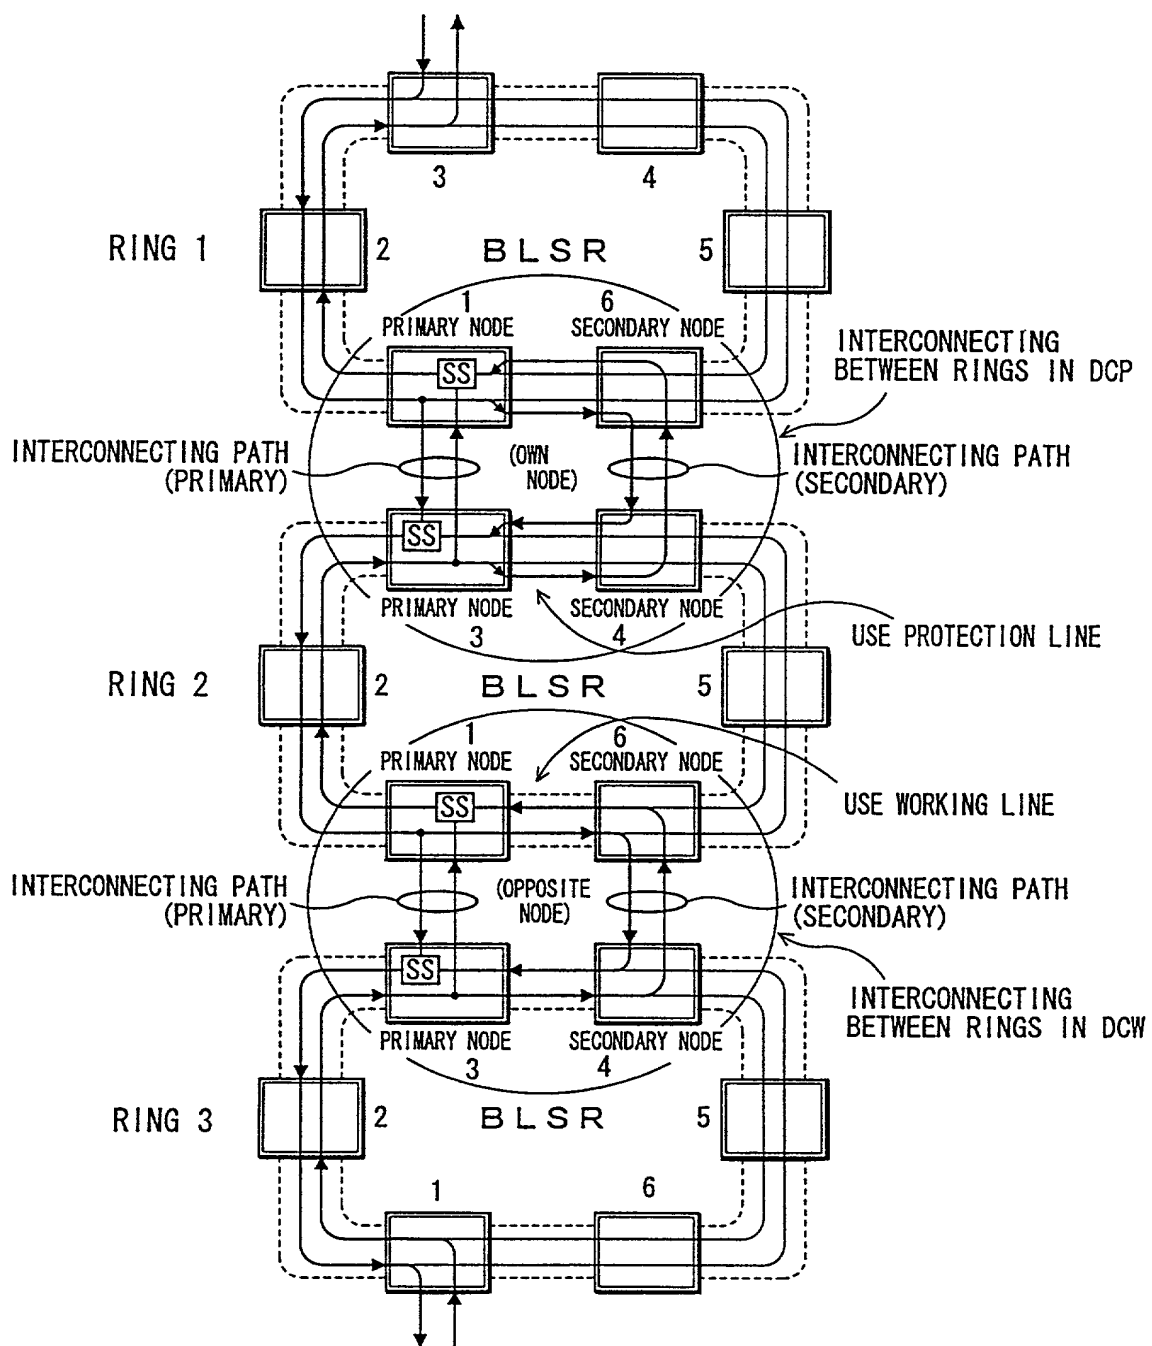 3
4
RING 1
2
BLSR
5
1
6
PRIMARY NODE
SECONDARY NODE
INTERCONNECTING
BETWEEN RINGS IN DCP
SS
INTERCONNECTING PATH
(PRIMARY)
(OWN
NODE)
INTERCONNECTING PATH
(SECONDARY)
SS
PRIMARY NODE
SECONDARY NODE
3
4
USE PROTECTION LINE
RING 2
2
BLSR
5
1
6
PRIMARY NODE
SECONDARY NODE
USE WORKING LINE
SS
INTERCONNECTING PATH
(PRIMARY)
(OPPOSITE
NODE)
INTERCONNECTING PATH
(SECONDARY)
SS
PRIMARY NODE
SECONDARY NODE
3
4
INTERCONNECTING
BETWEEN RINGS IN DCW
RING 3
2
BLSR
5
1
6